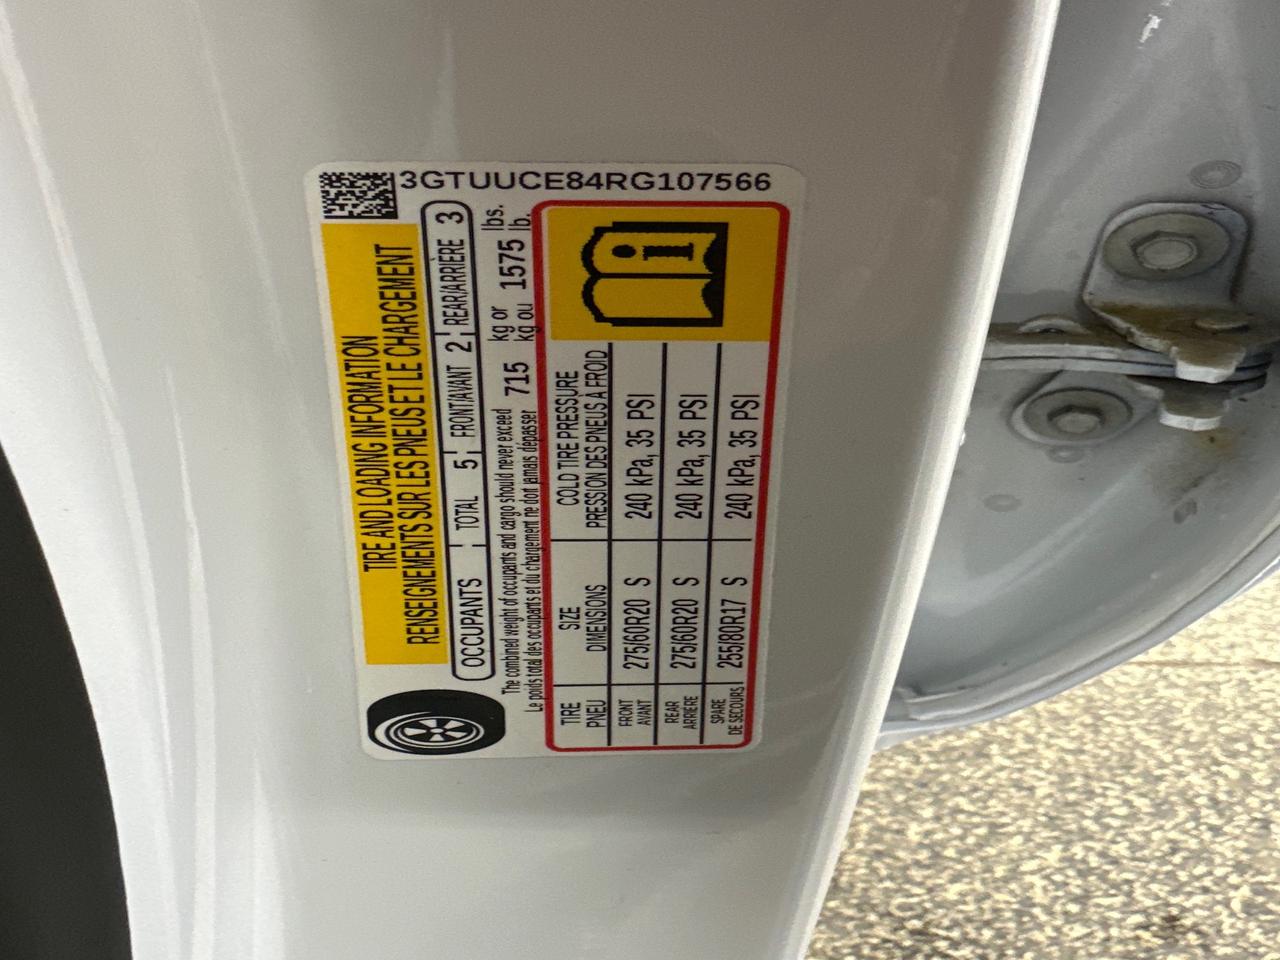 3GTUUCE84RG107566
TIRE AND LOADING INFORMATION
RENSEIGNEMENTS SUR LES PNEUS ET LE CHARGEMENT
OCCUPANTS TOTAL 5 FRONT/AVANT 2 REAR/ARRIÈRE 3
The combined weight of occupants and cargo should never exceed 715 kg or 1575 lbs.
Le poids total des occupants et du chargement ne doit jamais dépasser kg ou lb.
TIRE SIZE COLD TIRE PRESSURE
PNEU DIMENSIONS PRESSION DES PNEUS A FROID
FRONT
AVANT 275/60R20 S 240 kPa, 35 PSI
REAR
ARRIÈRE 275/60R20 S 240 kPa, 35 PSI
SPARE
DE SECOURS 255/80R17 S 240 kPa, 35 PSI
i